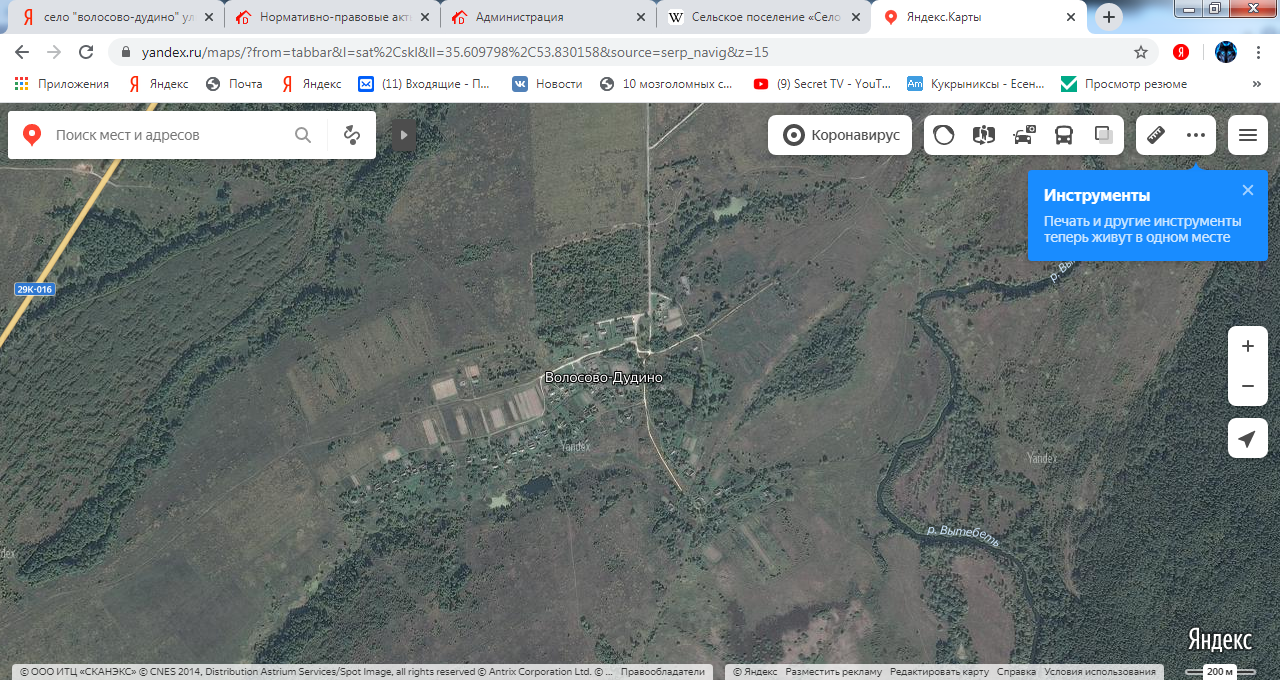 село "волосово-дудино" ул
Нормативно-правовые акт
Администрация
Сельское поселение «Село
Яндекс.Карты
yandex.ru/maps/?from=tabbar&l=sat%2Cskl&ll=35.609798%2C53.830158&source=serp_navig&z=15
Приложения
Яндекс
Почта
Яндекс
(11) Входящие - П...
Новости
10 мозголомных с...
(9) Secret TV - YouT...
Кукрыниксы - Есен...
Просмотр резюме
»
Поиск мест и адресов
Коронавирус
Инструменты
Печать и другие инструменты
теперь живут в одном месте
29К-016
р. Вы
Волосово-Дудино
Yandex
Yandex
dex
р. Вытебеть
Яндекс
© ООО ИТЦ «СКАНЭКС» © CNES 2014, Distribution Astrium Services/Spot Image, all rights reserved © Antrix Corporation Ltd. © ...
Правообладатели
© Яндекс
Разместить рекламу
Редактировать карту
Справка
Условия использования
200 м